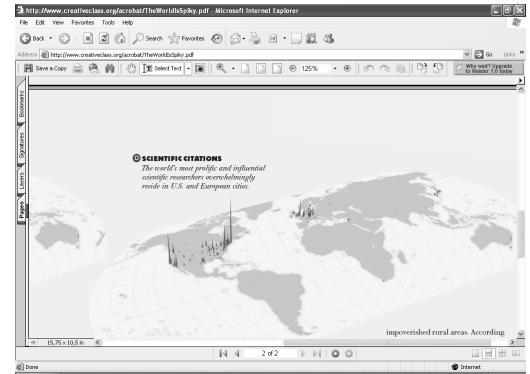 http://www.creativeclass.org/acrobat/TheWorldIsSpiky.pdf - Microsoft Internet Explorer
File Edit View Favorites Tools Help
Back Search Favorites
Address http://www.creativeclass.org/acrobat/TheWorldIsSpiky.pdf Go Links »
Save a Copy Select Text 125% Why wait? Upgrade
to Reader 7.0 today
Bookmarks
Signatures
Layers
Pages
D SCIENTIFIC CITATIONS
The world's most prolific and influential
scientific researchers overwhelmingly
reside in U.S. and European cities.
impoverished rural areas. According
15,75 x 10,5 in
2 of 2
Done Internet